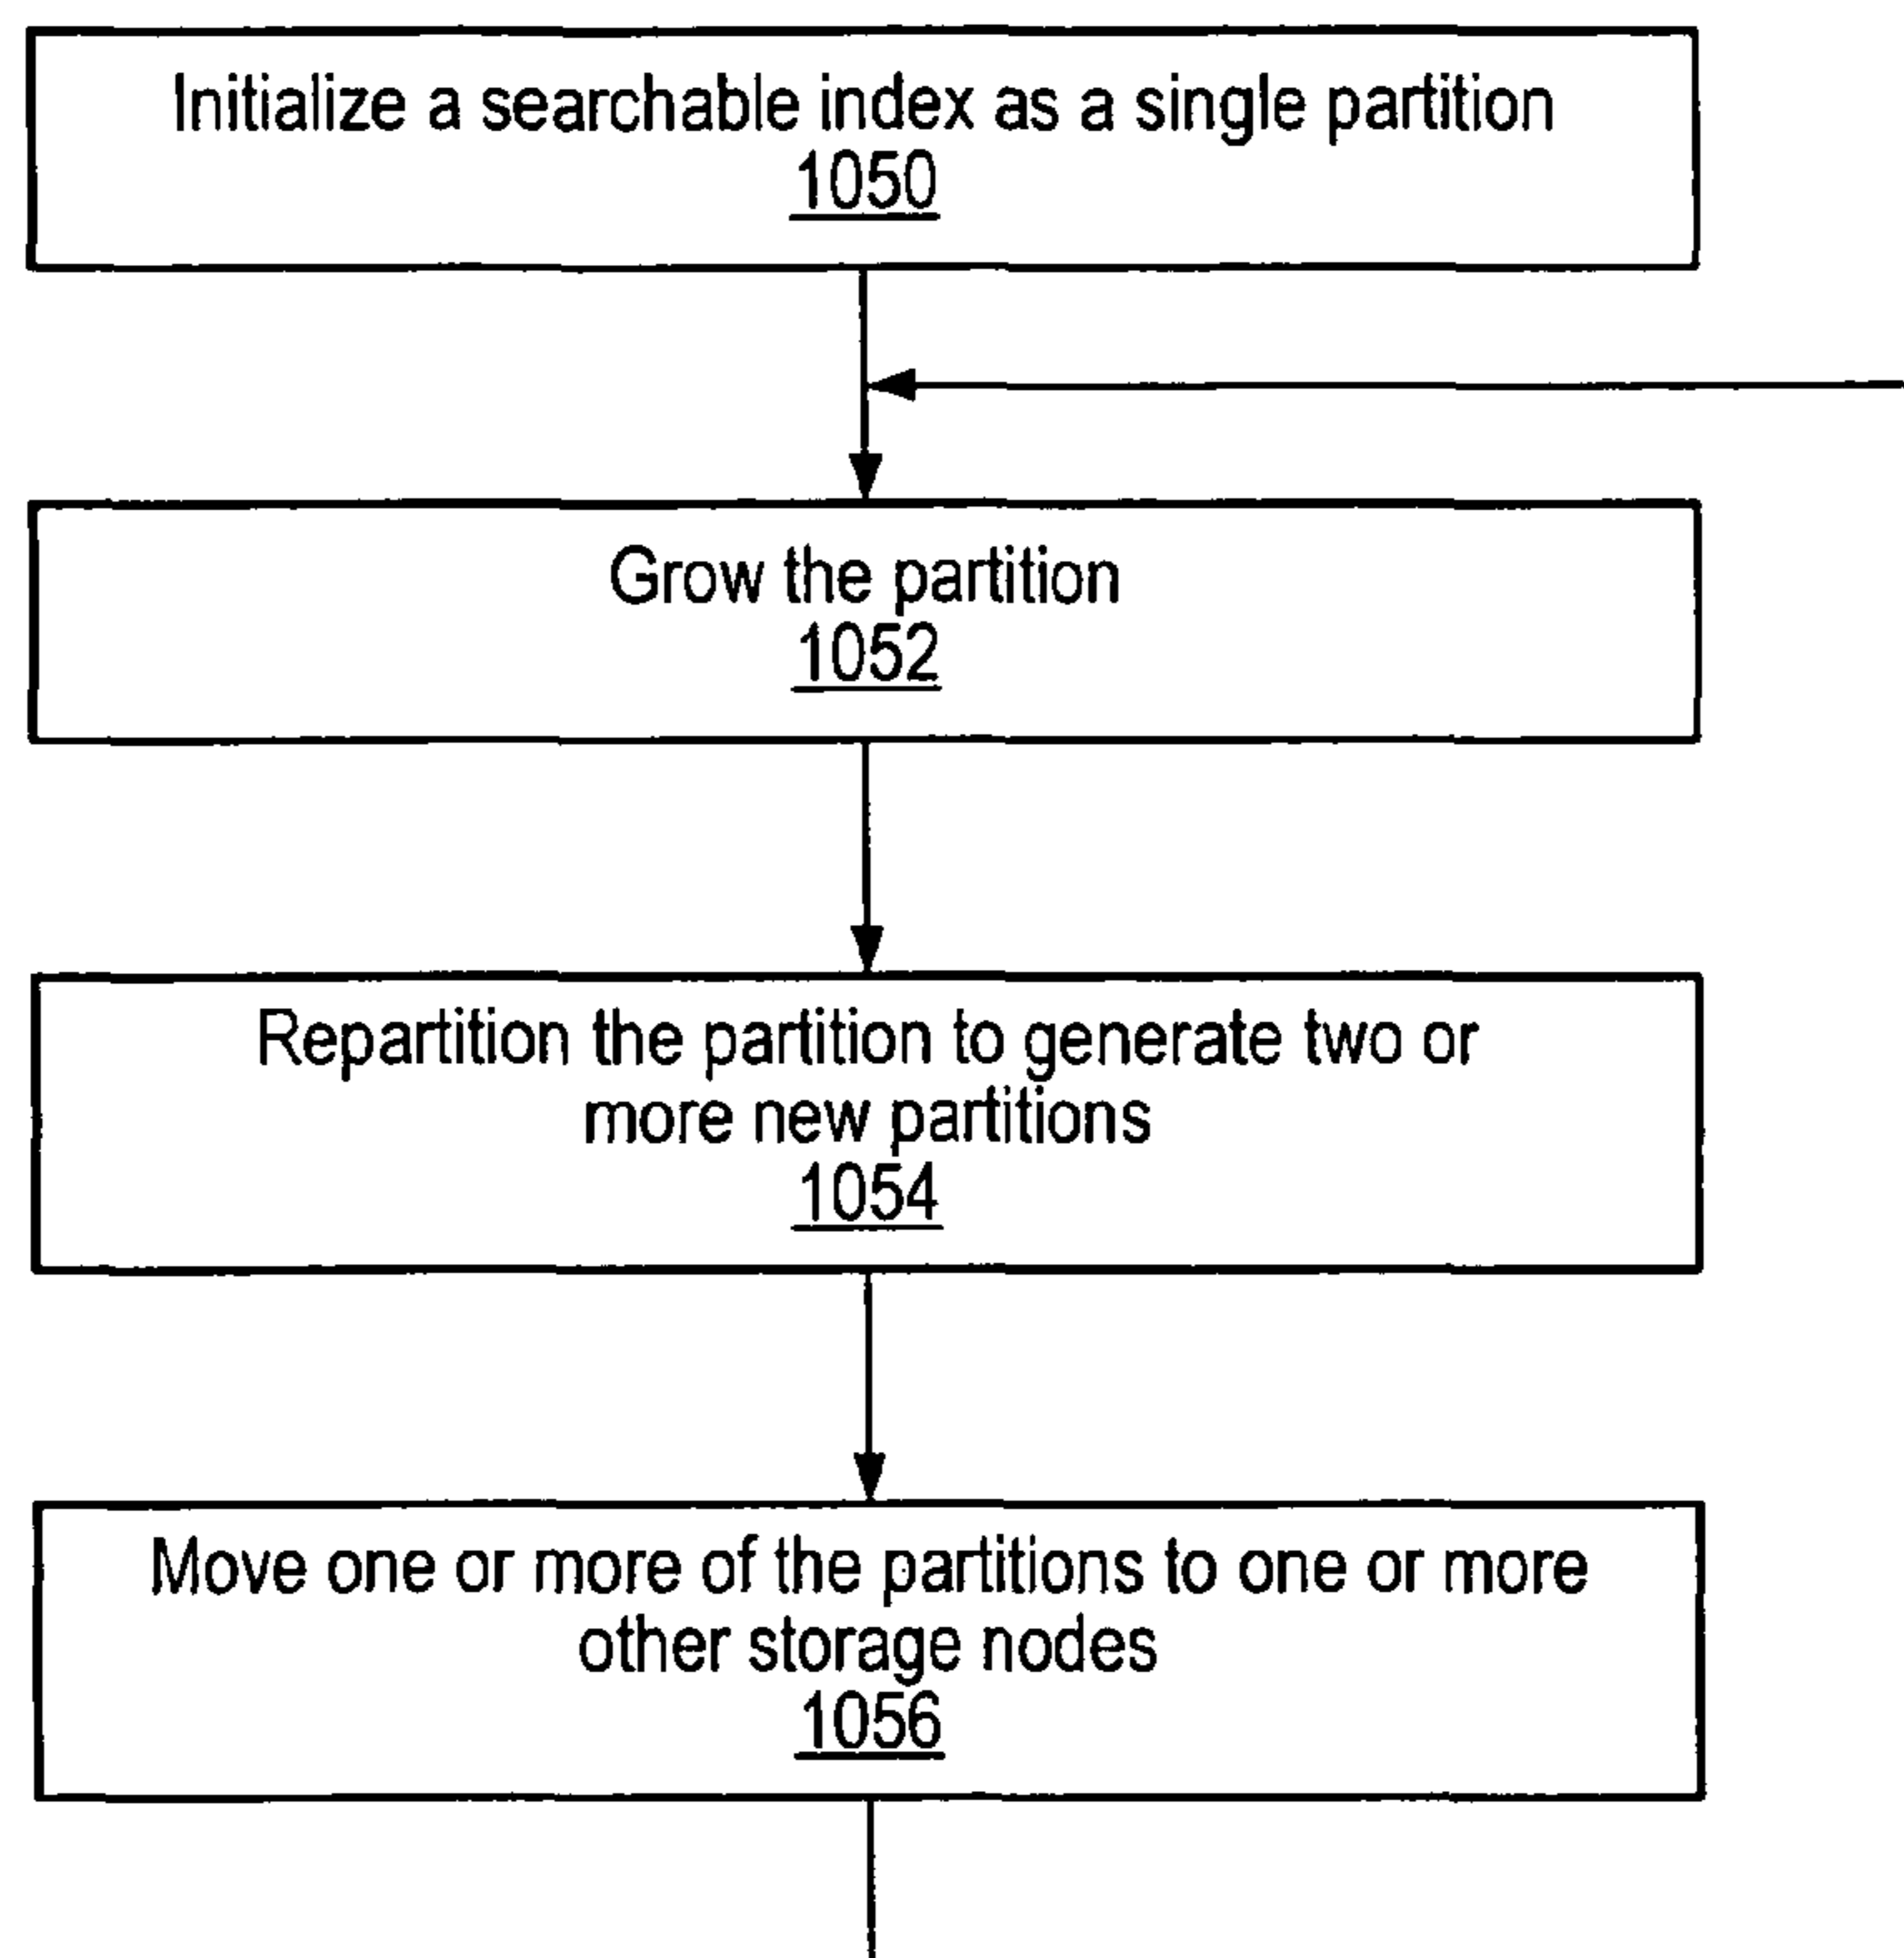 Initialize a searchable index as a single partition
1050
Grow the partition
1052
Repartition the partition to generate two or
more new partitions
1054
Move one or more of the partitions to one or more
other storage nodes
1056